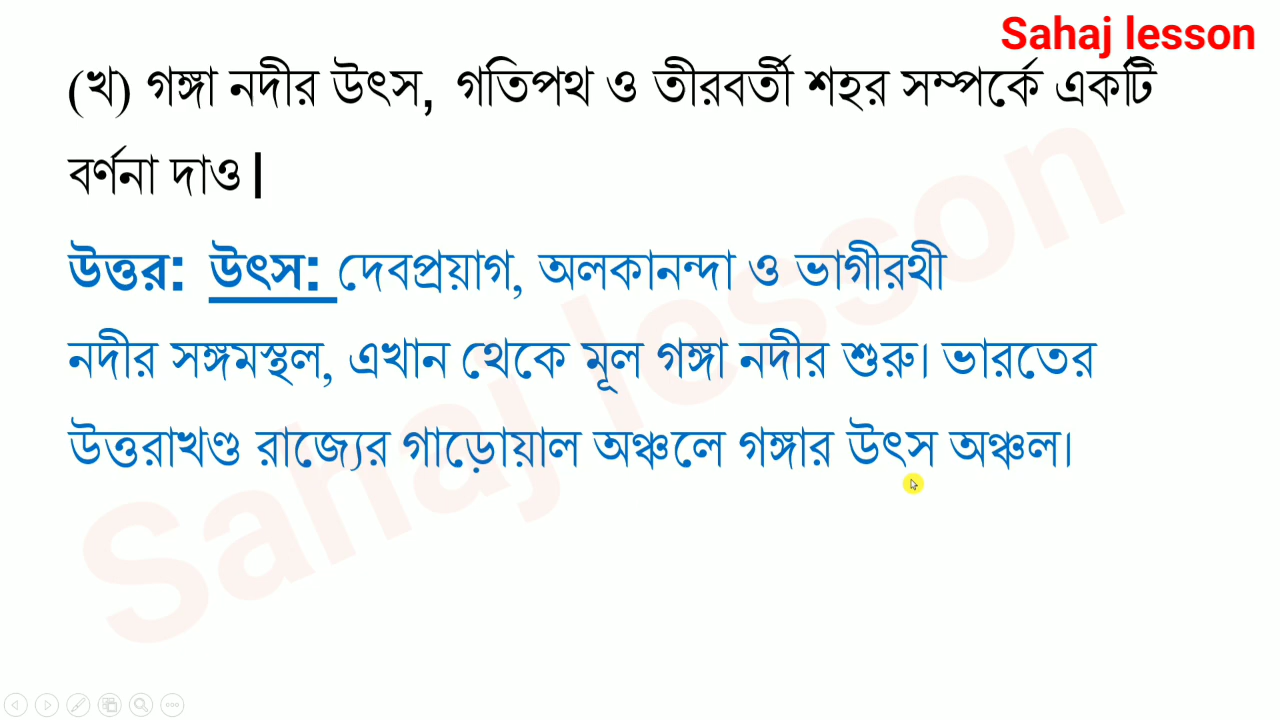 Sahaj lesson
(খ) গঙ্গা নদীর উৎস, গতিপথ ও তীরবর্তী শহর সম্পর্কে একটি
বর্ণনা দাও|
উত্তর: উৎস: দেবপ্রয়াগ, অলকানন্দা ও ভাগীরথী
নদীর সঙ্গমস্থল, এখান থেকে মূল গঙ্গা নদীর শুরু। ভারতের
উত্তরাখণ্ড রাজ্যের গাড়োয়াল অঞ্চলে গঙ্গার উৎস অঞ্চল।
Sahaj lesson